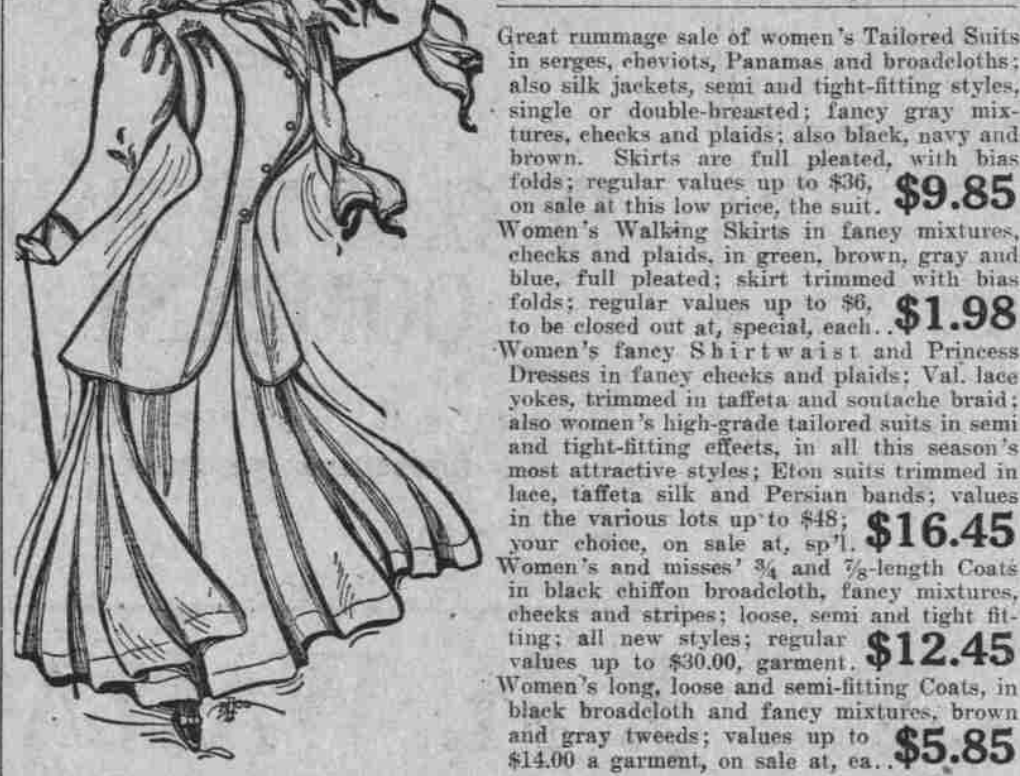 Great rummage sale of women's Tailored Suits
in serges, cheviots, Panamas and broadcloths;
also silk jackets, semi and tight-fitting styles,
single or double-breasted; fancy gray mix-
tures, checks and plaids; also black, navy and
brown. Skirts are full pleated, with bias
folds; regular values up to $36,
on sale at this low price, the suit. $9.85
Women's Walking Skirts in fancy mixtures,
checks and plaids, in green, brown, gray and
blue, full pleated; skirt trimmed with bias
folds; regular values up to $6,
to be closed out at, special, each.. $1.98
Women's fancy Shirtwaist and Princess
Dresses in fancy checks and plaids; Val. lace
yokes, trimmed in taffeta and soutache braid;
also women's high-grade tailored suits in semi
and tight-fitting effects, in all this season's
most attractive styles; Eton suits trimmed in
lace, taffeta silk and Persian bands; values
in the various lots up to $48;
your choice, on sale at, sp'l. $16.45
Women's and misses' ¾ and ⅞-length Coats
in black chiffon broadcloth, fancy mixtures,
checks and stripes; loose, semi and tight fit-
ting; all new styles; regular
values up to $30.00, garment. $12.45
Women's long, loose and semi-fitting Coats, in
black broadcloth and fancy mixtures, brown
and gray tweeds; values up to
$14.00 a garment, on sale at, ea.. $5.85